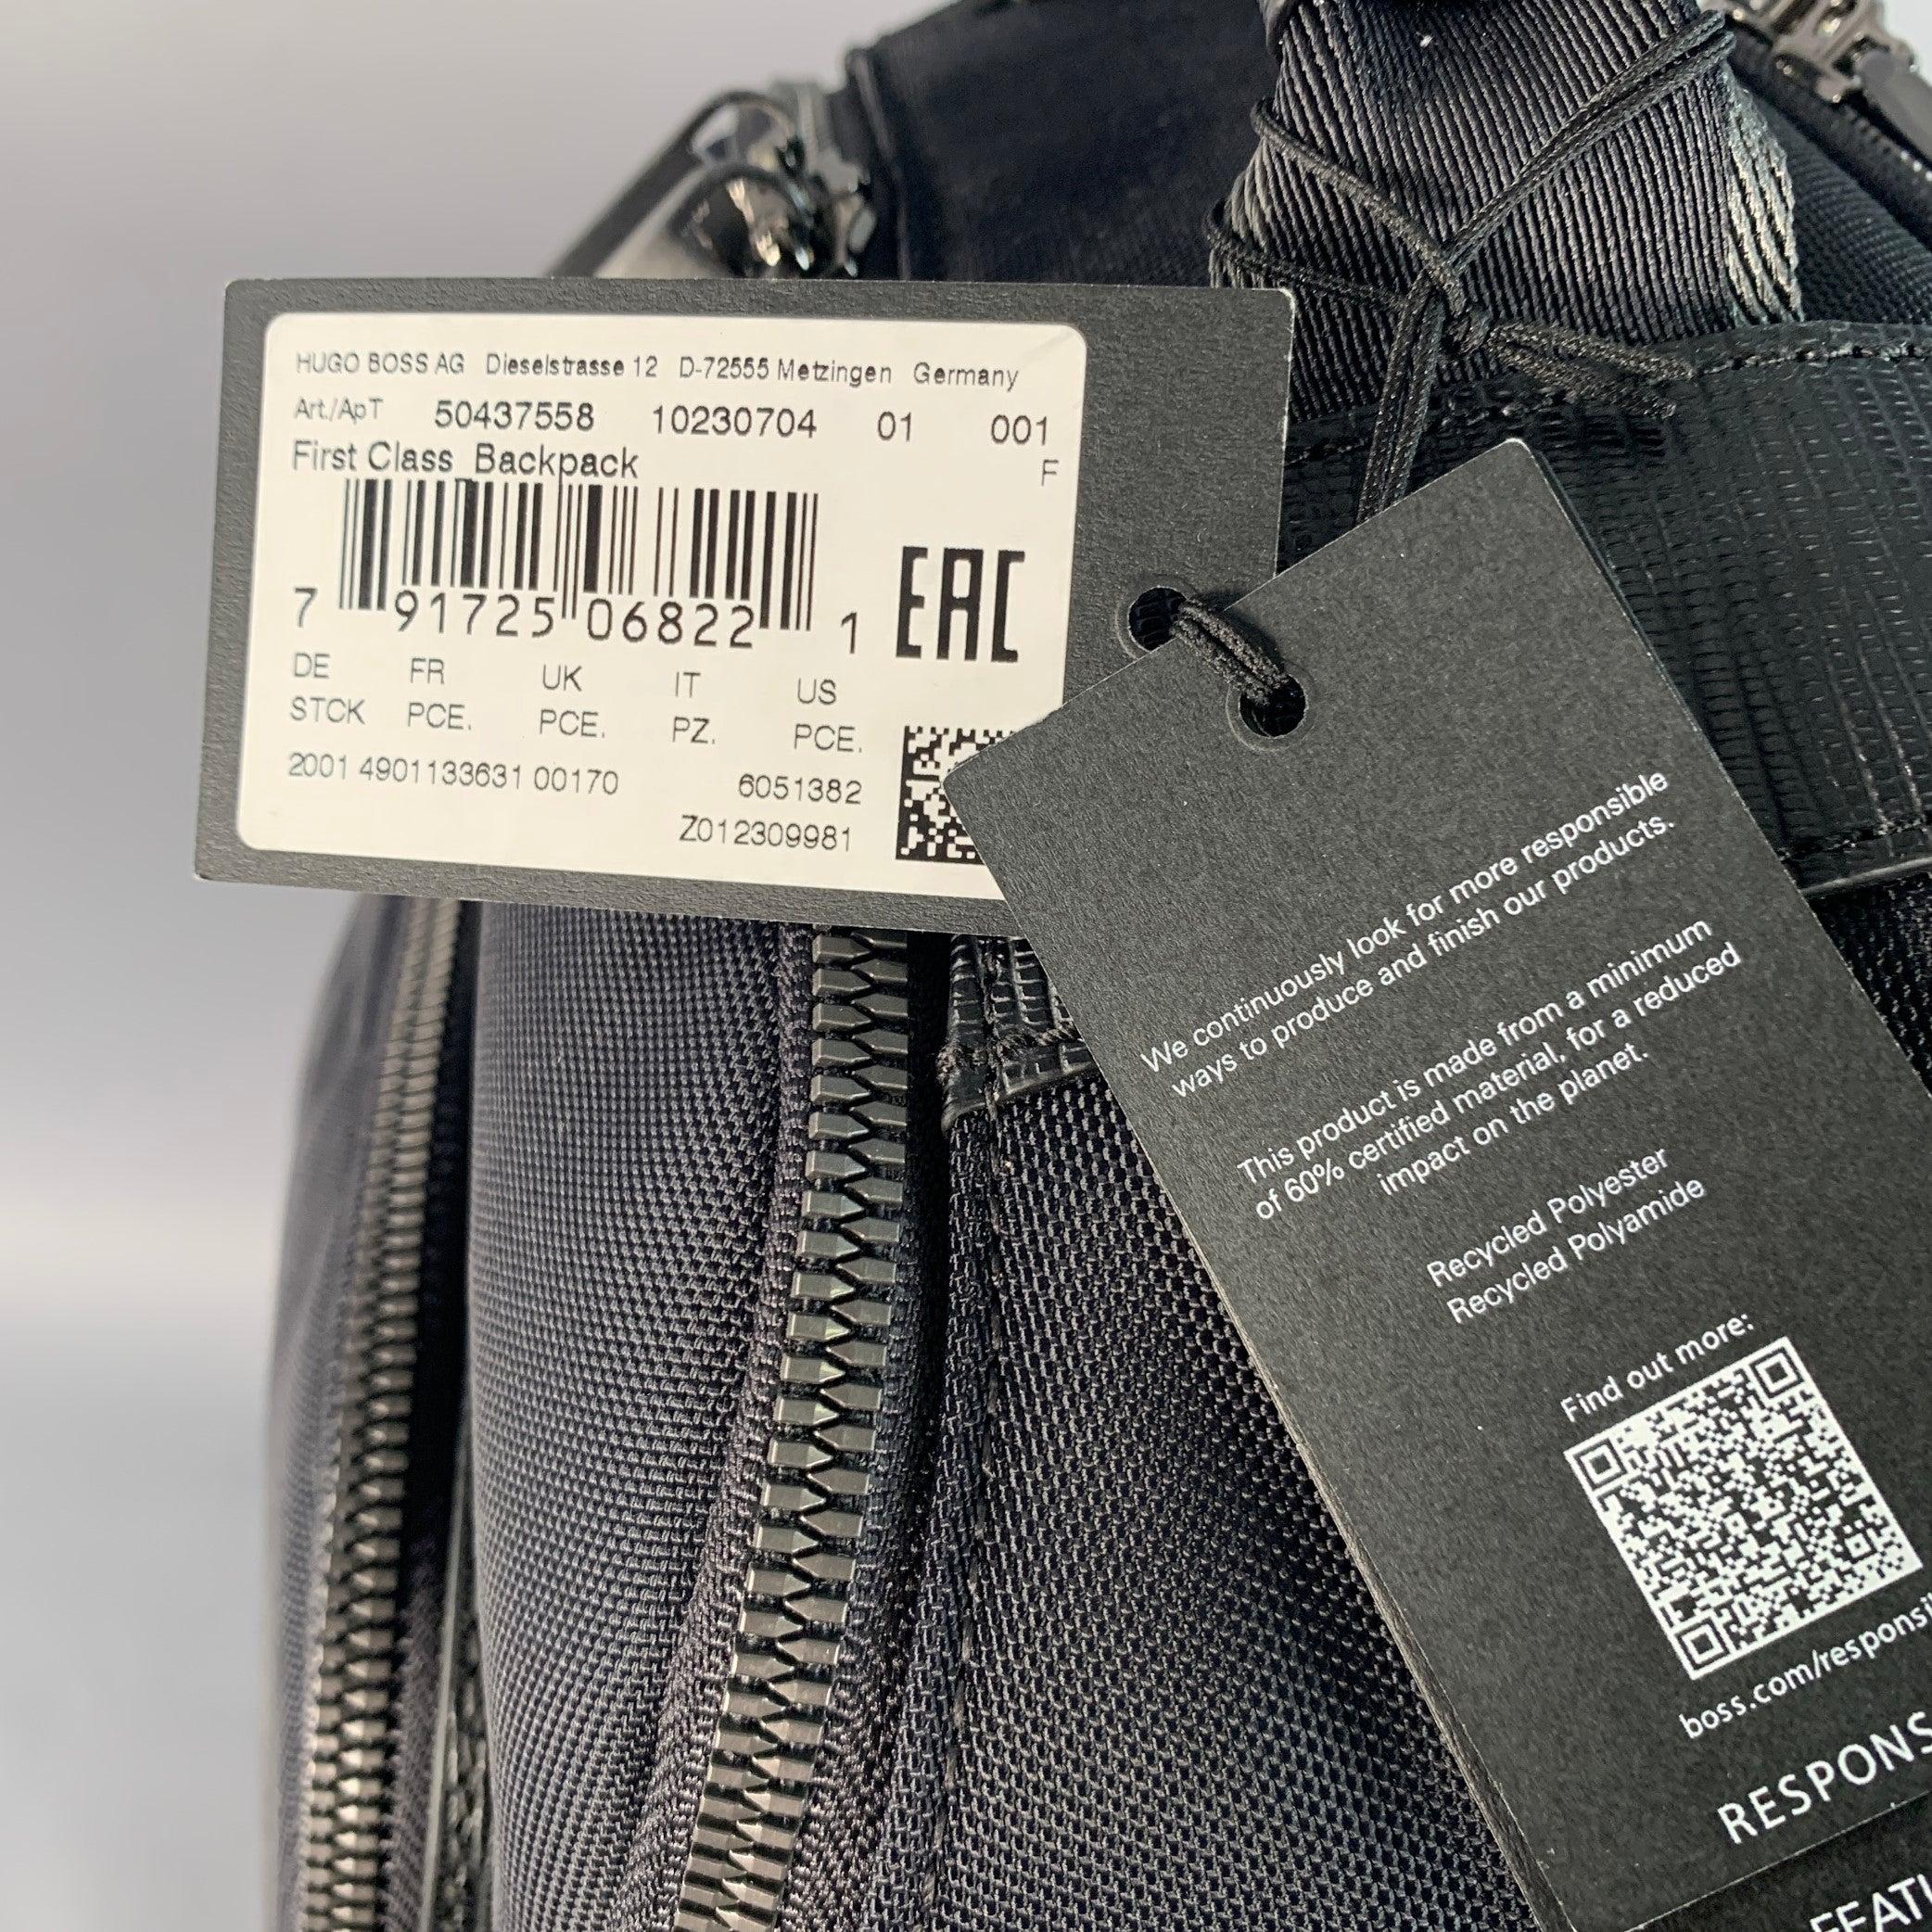 HUGO BOSS AG Dieselstrasse 12 D-72555 Metzingen Germany
Art./ApT 50437558 10230704 01 001
First Class_Backpack F
7 91725 06822 1
EAC
DE FR UK IT US
STCK PCE. PCE. PZ. PCE.
2001 4901133631 00170 6051382
Z012309981
We continuously look for more responsible
ways to produce and finish our products.
This product is made from a minimum
of 60% certified material, for a reduced
impact on the planet.
Recycled Polyester
Recycled Polyamide
Find out more:
boss.com/responsi
RESPONS
FEATU